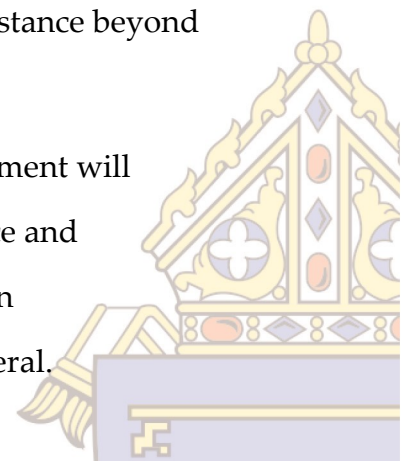 stance beyond
ment will
e and
n
eral.